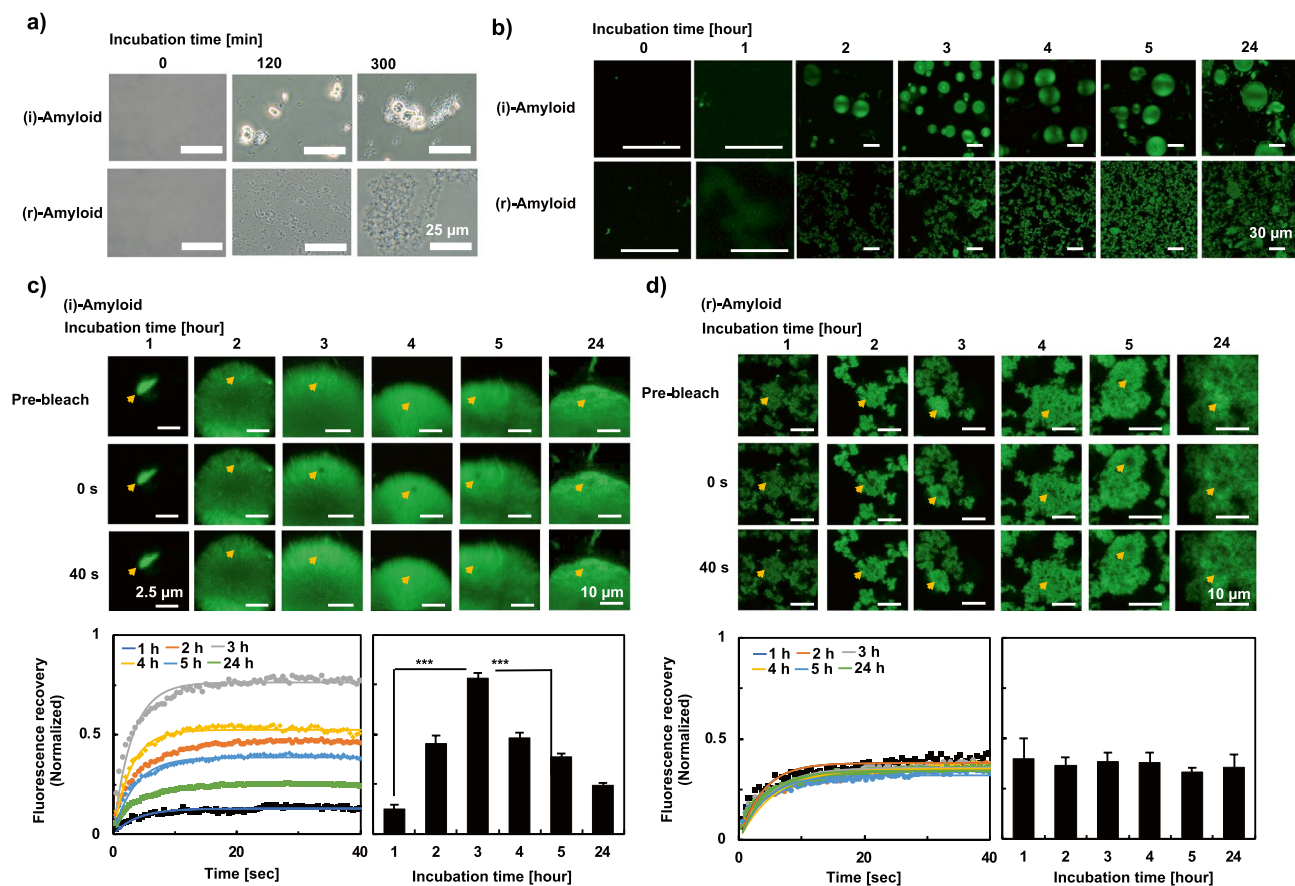 a)
Incubation time [min]
0 120 300
(i)-Amyloid
(r)-Amyloid
25 µm
b)
Incubation time [hour]
0 1 2 3 4 5 24
(i)-Amyloid
(r)-Amyloid
30 µm
c)
(i)-Amyloid
Incubation time [hour]
1 2 3 4 5 24
Pre-bleach
0 s
40 s
2.5 µm 10 µm
Fluorescence recovery
(Normalized)
1
0.5
0
1 h 2 h 3 h
4 h 5 h 24 h
0 20 40
Time [sec]
*** ***
1 2 3 4 5 24
Incubation time [hour]
d)
(r)-Amyloid
Incubation time [hour]
1 2 3 4 5 24
Pre-bleach
0 s
40 s
10 µm
Fluorescence recovery
(Normalized)
1
0.5
0
1 h 2 h 3 h
4 h 5 h 24 h
0 20 40
Time [sec]
1 2 3 4 5 24
Incubation time [hour]